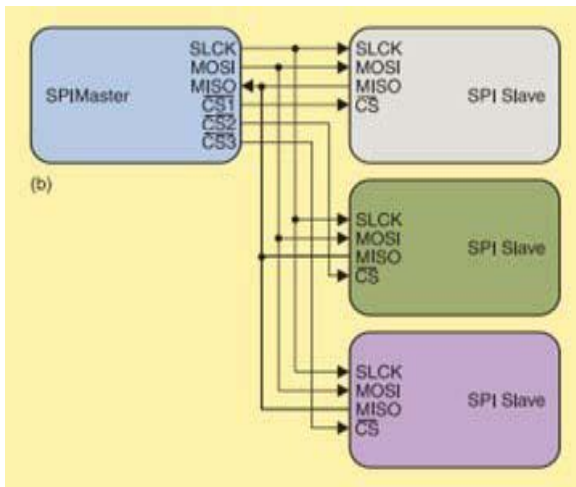 SPIMaster
SLCK
MOSI
MISO
CS1
CS2
CS3
(b)
SLCK
MOSI
MISO
CS
SPI Slave
SLCK
MOSI
MISO
CS
SPI Slave
SLCK
MOSI
MISO
CS
SPI Slave